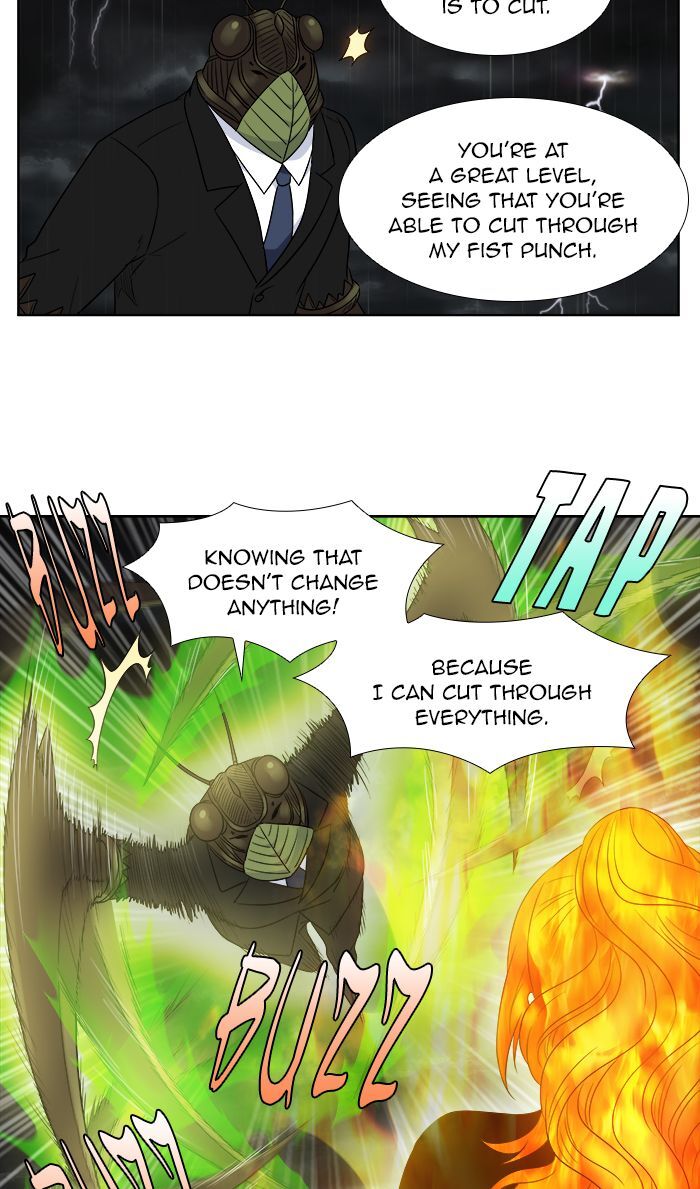 IS TO CUT.
YOU'RE AT
A GREAT LEVEL,
SEEING THAT YOU'RE
ABLE TO CUT THROUGH
MY FIST PUNCH.
BUZZ
TAP
KNOWING THAT
DOESN'T CHANGE
ANYTHING!
BECAUSE
I CAN CUT THROUGH
EVERYTHING.
BUZZ
BUZZ